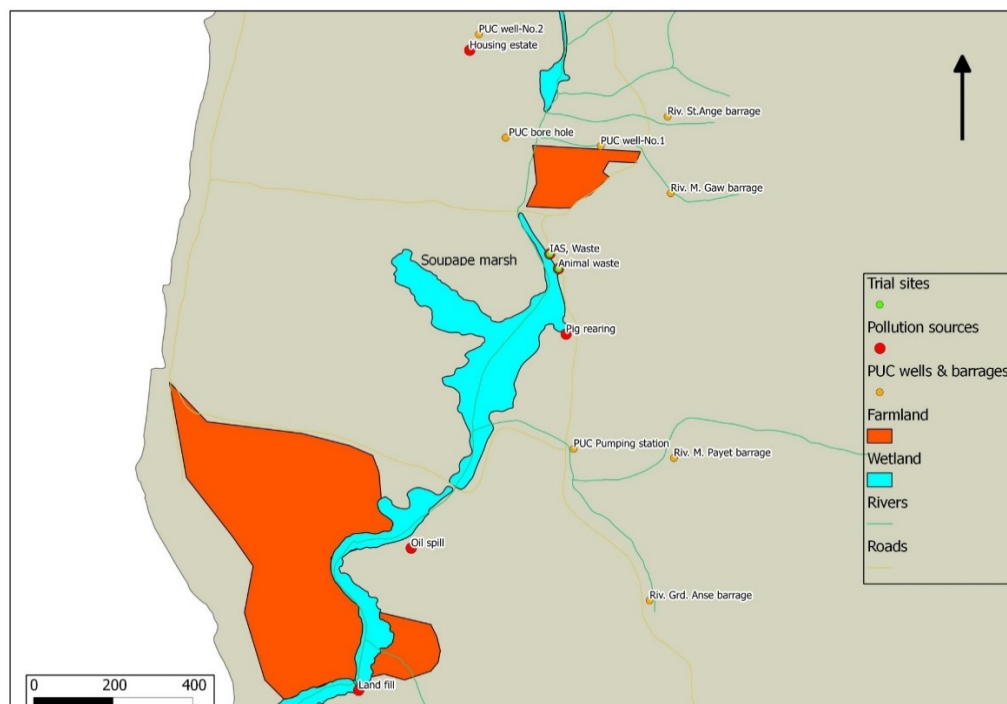 PUC well-No.2
Housing estate
Riv. St.Ange barrage
PUC bore hole
PUC well-No.1
Riv. M. Gaw barrage
IAS, Waste
Soupape marsh
Animal waste
Trial sites
Pollution sources
Pig rearing
PUC wells & barrages
Farmland
PUC Pumping station
Riv. M. Payet barrage
Wetland
Rivers
Oil spill
Roads
Riv. Grd. Anse barrage
Land fill
0 200 400